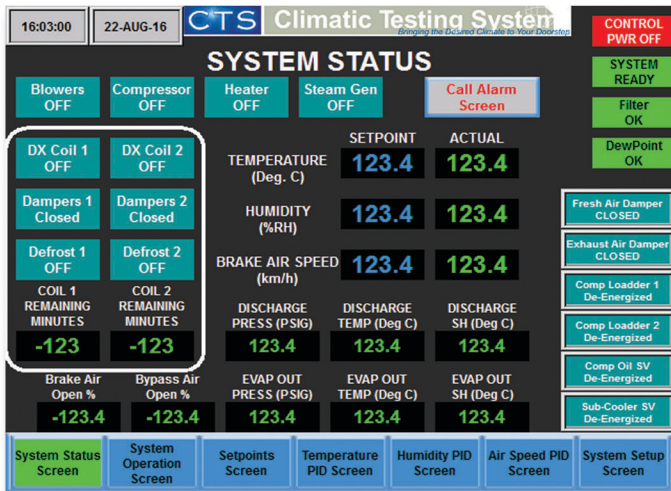 16:03:00
22-AUG-16
CTS Climatic Testing System
Bringing the Desired Climate to Your Doorstep
CONTROL
PWR OFF
SYSTEM STATUS
SYSTEM
READY
Blowers
OFF
Compressor
OFF
Heater
OFF
Steam Gen
OFF
Call Alarm
Screen
Filter
OK
DewPoint
OK
DX Coil 1
OFF
DX Coil 2
OFF
Dampers 1
Closed
Dampers 2
Closed
Defrost 1
OFF
Defrost 2
OFF
COIL 1
REMAINING
MINUTES
-123
COIL 2
REMAINING
MINUTES
-123
SETPOINT ACTUAL
TEMPERATURE
(Deg. C)
123.4 123.4
HUMIDITY
(%RH)
123.4 123.4
BRAKE AIR SPEED
(km/h)
123.4 123.4
DISCHARGE
PRESS (PSIG)
123.4
DISCHARGE
TEMP (Deg C)
123.4
DISCHARGE
SH (Deg C)
123.4
Brake Air
Open %
-123.4
Bypass Air
Open %
-123.4
EVAP OUT
PRESS (PSIG)
123.4
EVAP OUT
TEMP (Deg C)
123.4
EVAP OUT
SH (Deg C)
123.4
Fresh Air Damper
CLOSED
Exhaust Air Damper
CLOSED
Comp Loadder 1
De-Energized
Comp Loadder 2
De-Energized
Comp Oil SV
De-Energized
Sub-Cooler SV
De-Energized
System Status
Screen
System
Operation
Screen
Setpoints
Screen
Temperature
PID Screen
Humidity PID
Screen
Air Speed PID
Screen
System Setup
Screen